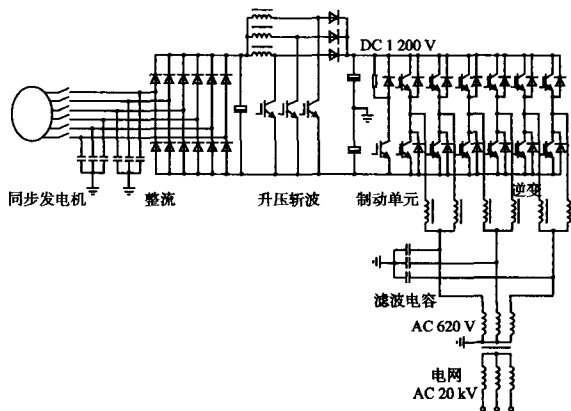 DC 1 200 V
同步发电机
整流
升压斩波
制动单元
逆变
滤波电容
AC 620 V
电网
AC 20 kV